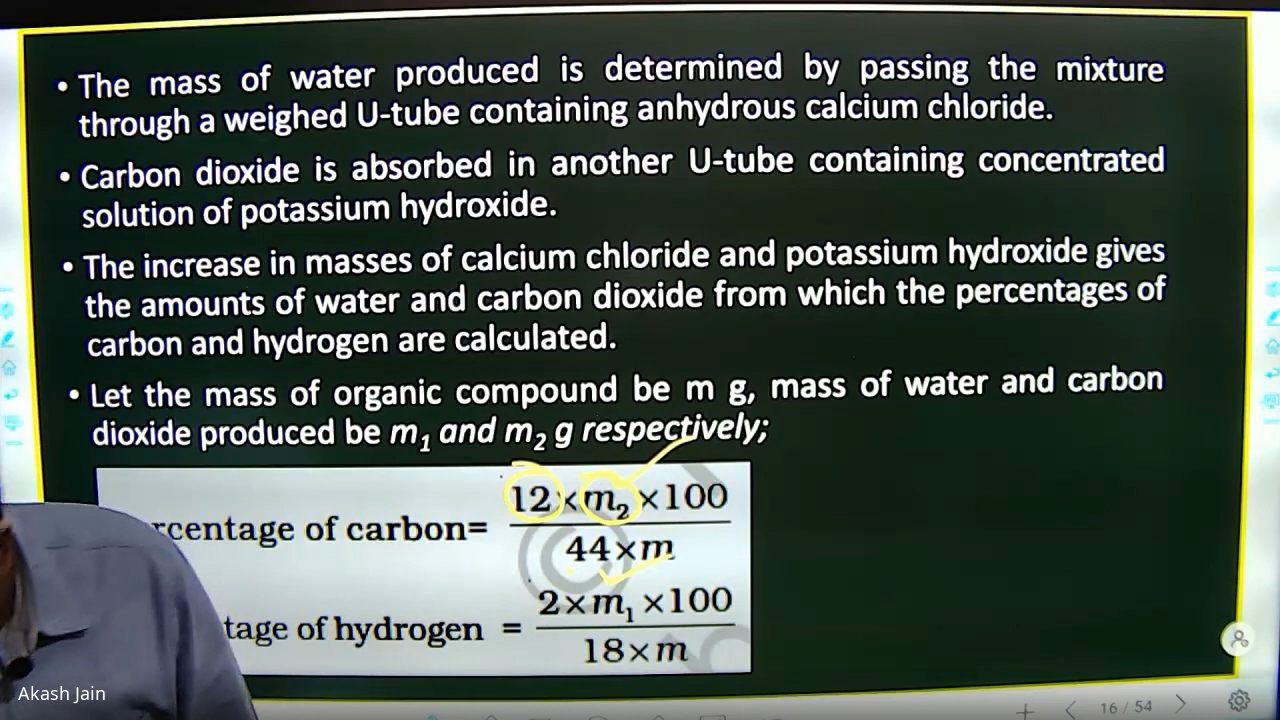 • The mass of water produced is determined by passing the mixture
through a weighed U-tube containing anhydrous calcium chloride.
• Carbon dioxide is absorbed in another U-tube containing concentrated
solution of potassium hydroxide.
• The increase in masses of calcium chloride and potassium hydroxide gives
the amounts of water and carbon dioxide from which the percentages of
carbon and hydrogen are calculated.
• Let the mass of organic compound be m g, mass of water and carbon
dioxide produced be m₁ and m₂ g respectively;
rcentage of carbon= 12×m₂×100
44×m
tage of hydrogen = 2×m₁×100
18×m
©
Akash Jain
16 / 54